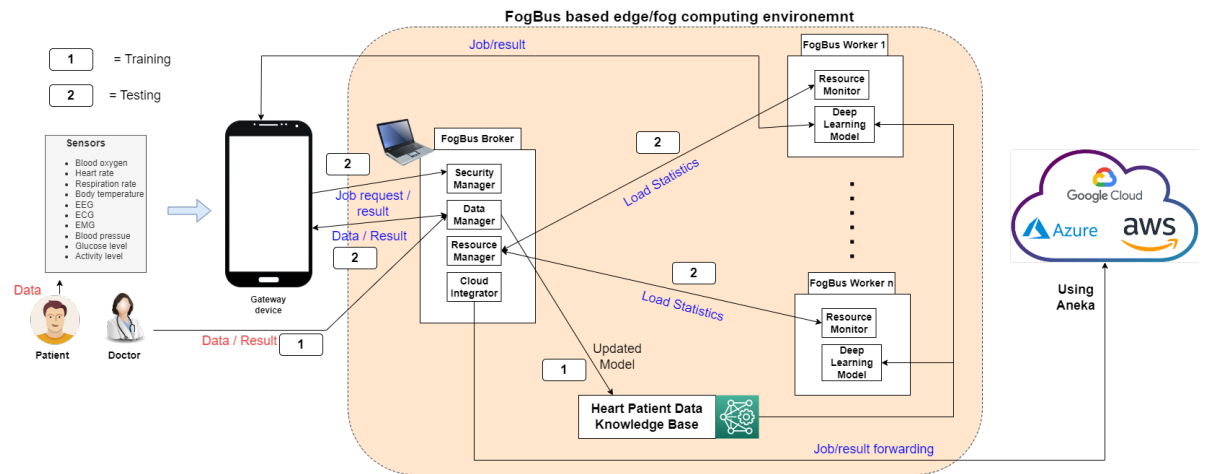 FogBus based edge/fog computing environemnt
1 = Training
2 = Testing
Sensors
Blood oxygen
Heart rate
Respiration rate
Body temperature
EEG
ECG
EMG
Blood pressue
Glucose level
Activity level
Data
Patient
Doctor
Gateway
device
Job/result
2
Job request /
result
Data / Result
2
Data / Result
1
FogBus Broker
Security
Manager
Data
Manager
Resource
Manager
Cloud
Integrator
2
Load Statistics
2
Load Statistics
Updated
Model
1
Heart Patient Data
Knowledge Base
FogBus Worker 1
Resource
Monitor
Deep
Learning
Model
FogBus Worker n
Resource
Monitor
Deep
Learning
Model
Job/result forwarding
Google Cloud
Azure
aws
Using
Aneka